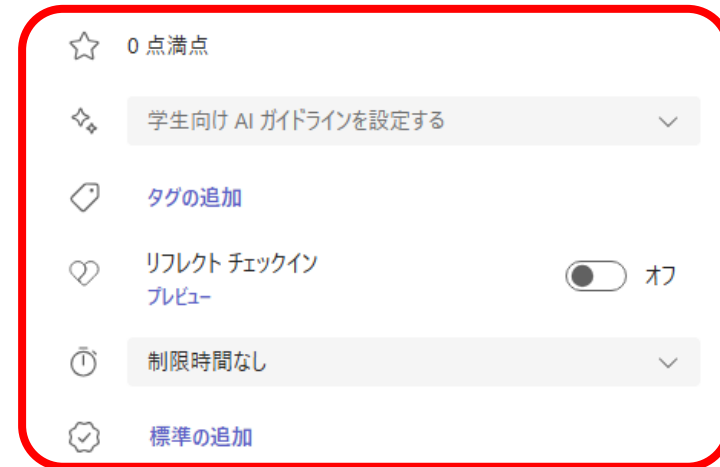 0 点満点
学生向け AI ガイドラインを設定する
タグの追加
リフレクト チェックイン
オフ
プレビュー
制限時間なし
標準の追加